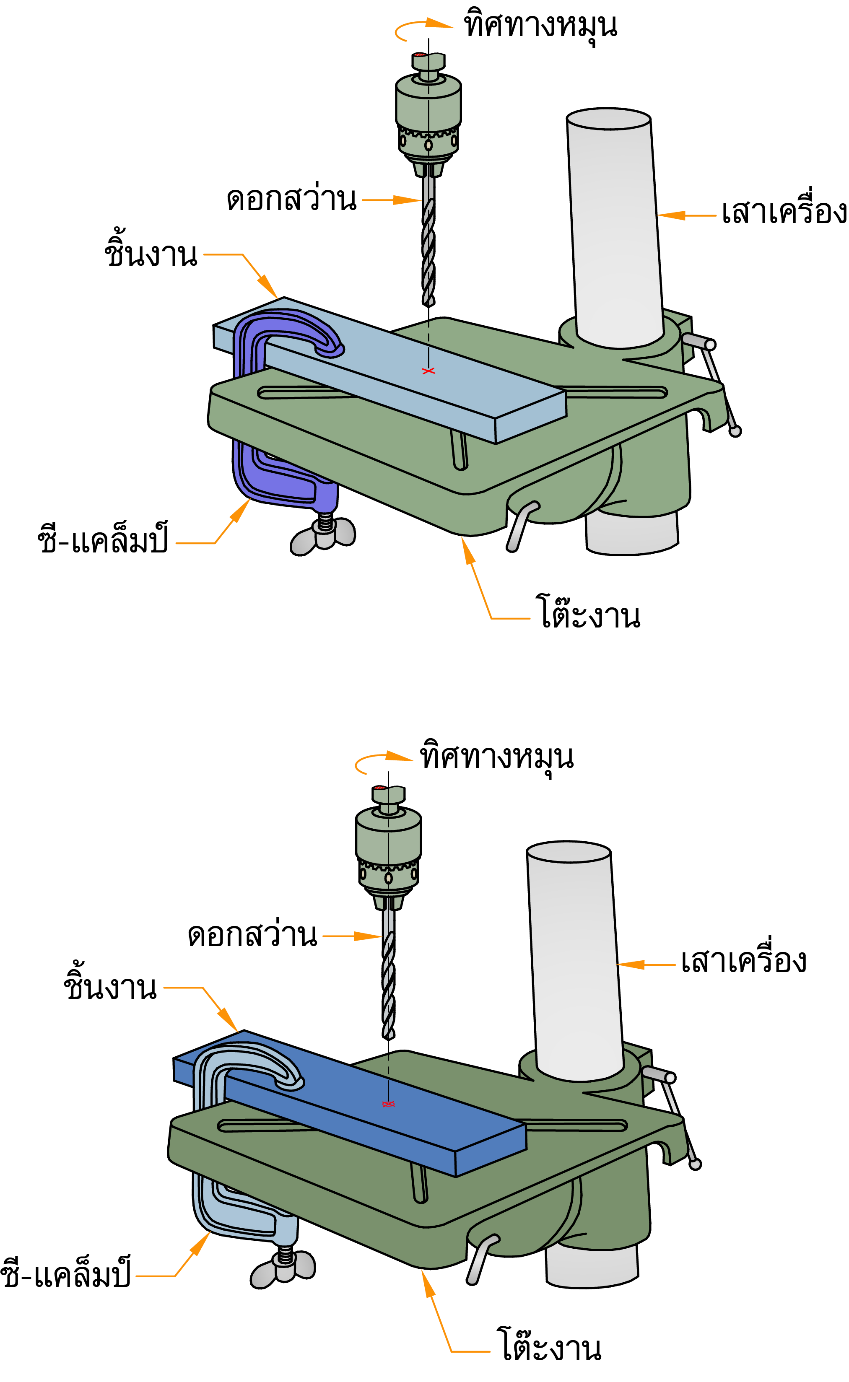 ทิศทางหมุน
ดอกสว่าน
เสาเครื่อง
ชิ้นงาน
ซี-แคล็มป์
โต๊ะงาน
ทิศทางหมุน
ดอกสว่าน
เสาเครื่อง
ชิ้นงาน
ซี-แคล็มป์
โต๊ะงาน